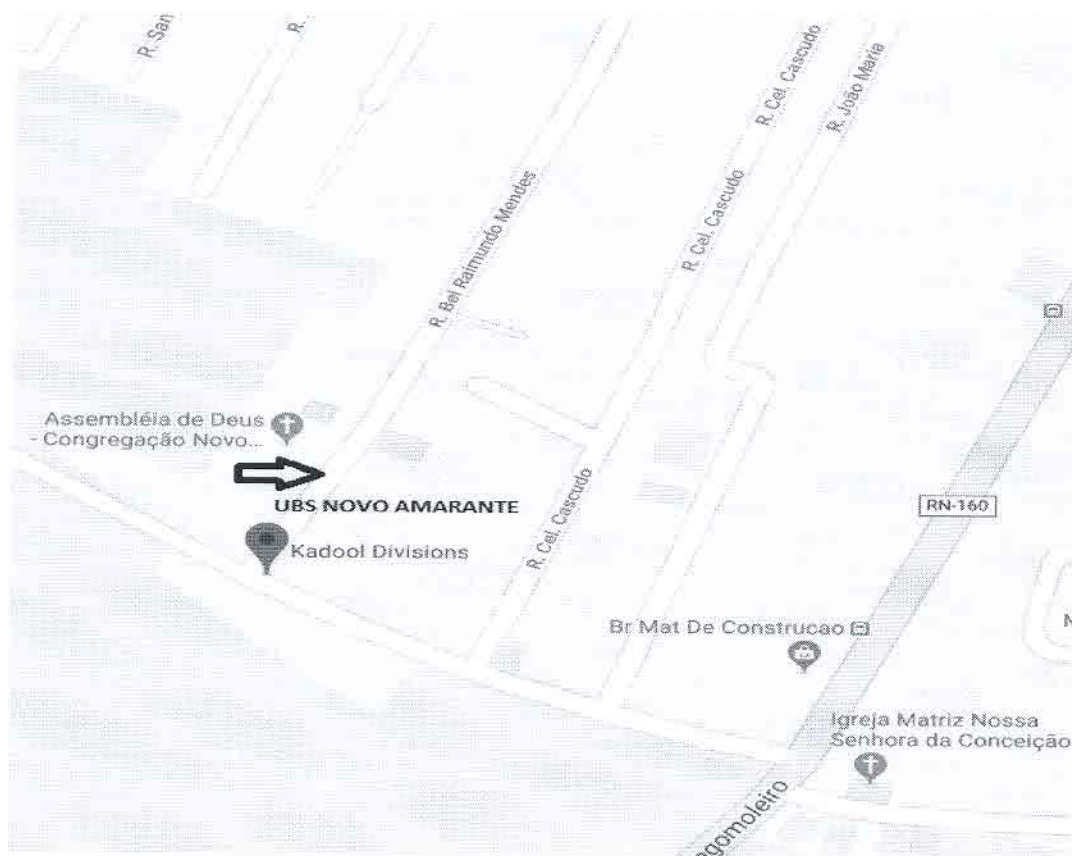 R. San
R.
R. Cel. Cascudo
R. João Maria
R. Bel Raimundo Mendes
R. Cel. Cascudo
Assembléia de Deus
- Congregação Novo...
UBS NOVO AMARANTE
Kadool Divisions
R. Cel. Cascudo
RN-160
Br Mat De Construcao
Igreja Matriz Nossa
Senhora da Conceição